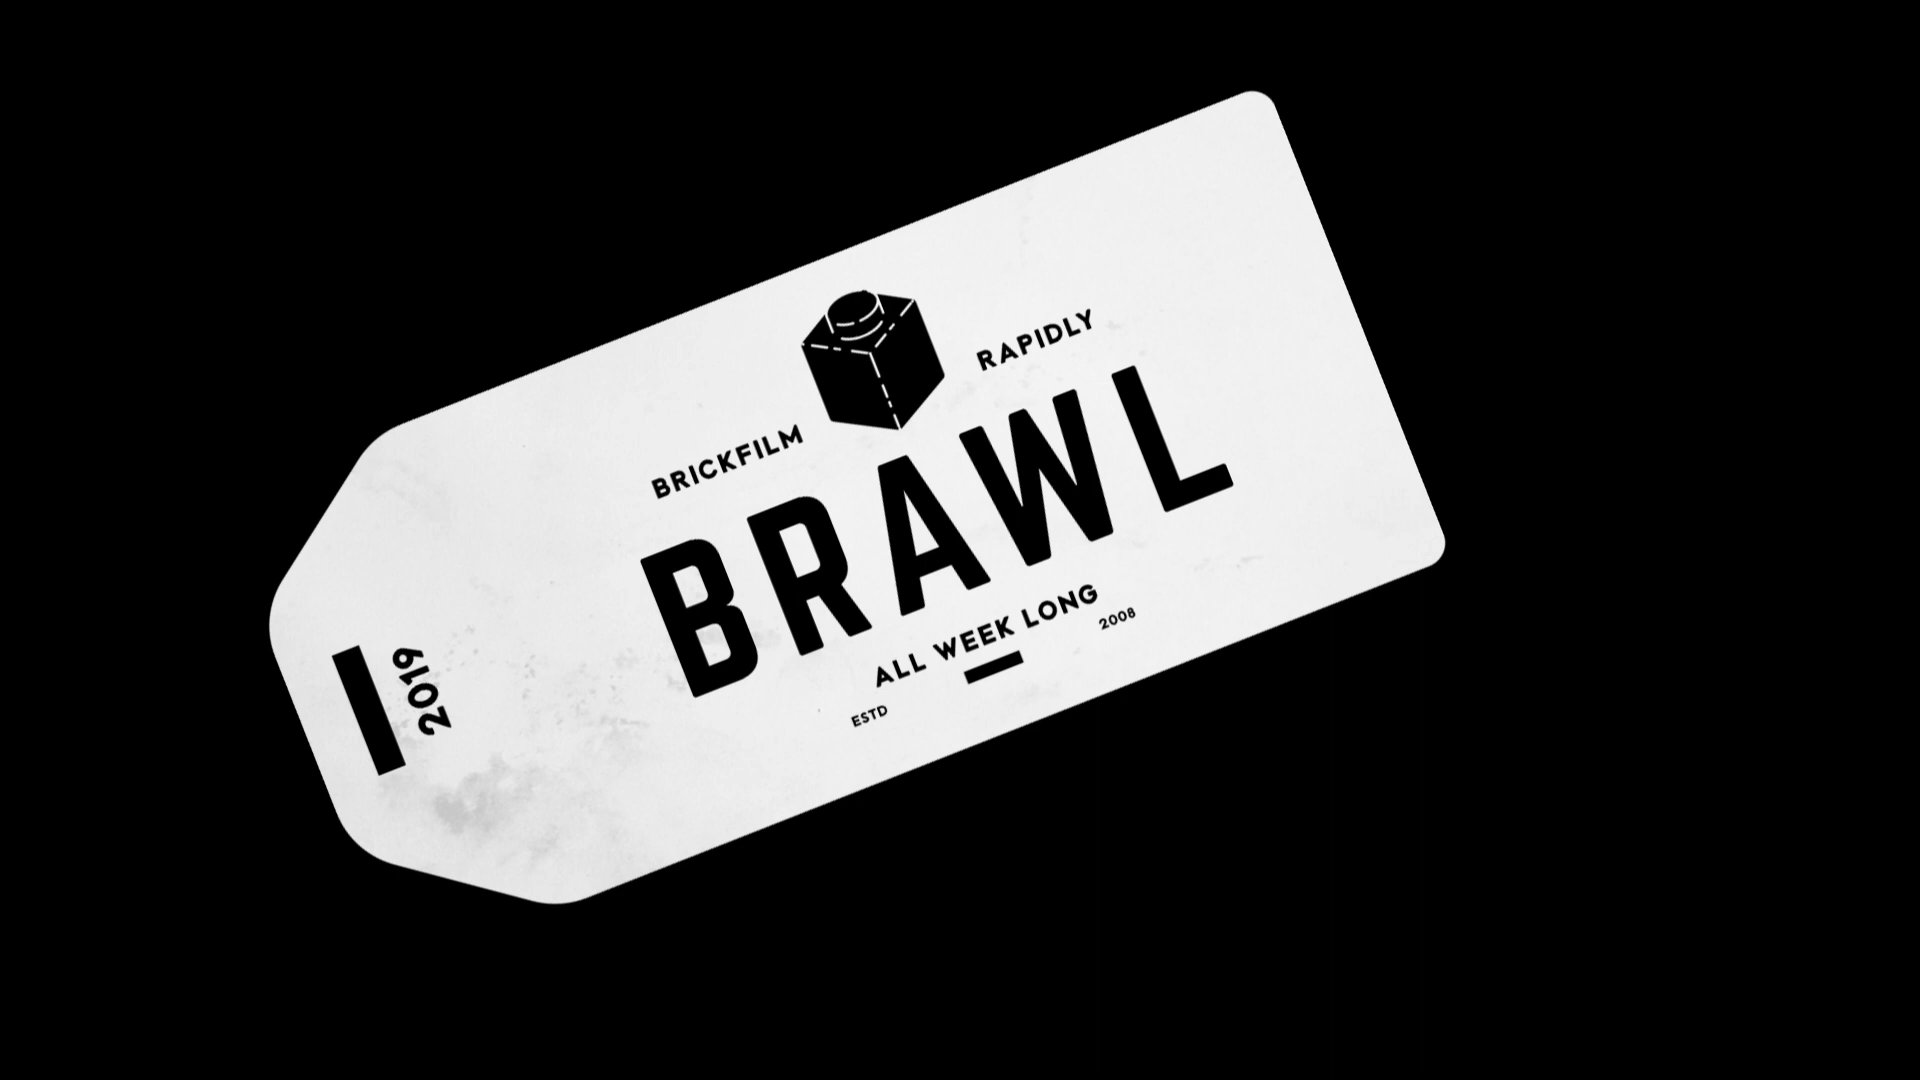 BRICKFILM RAPIDLY
BRAWL
ALL WEEK LONG
ESTD 2008
2019